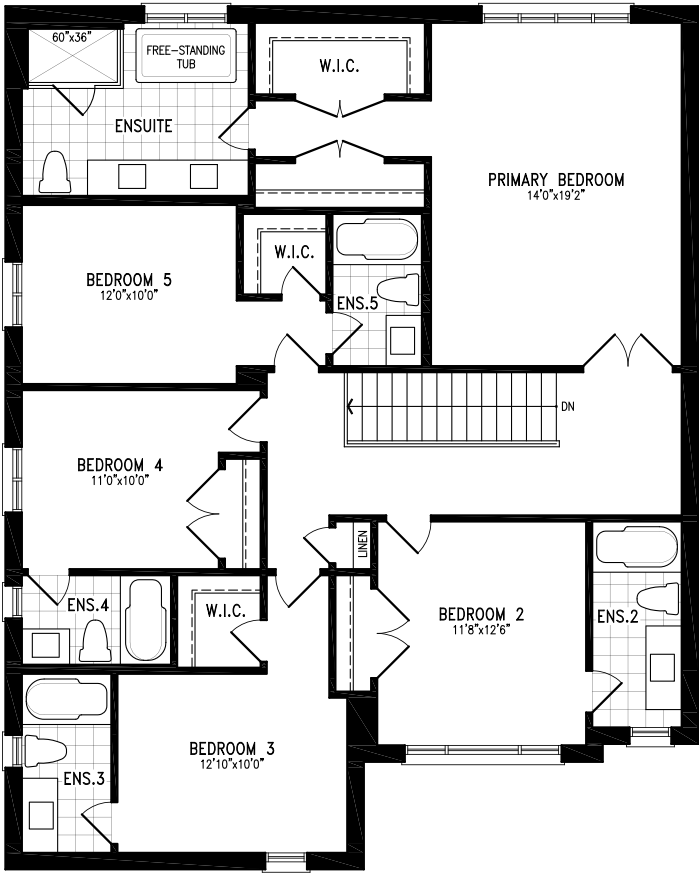 60"x36"
FREE-STANDING
TUB
W.I.C.
ENSUITE
PRIMARY BEDROOM
14'0"x19'2"
W.I.C.
BEDROOM 5
12'0"x10'0"
ENS.5
DN
BEDROOM 4
11'0"x10'0"
LINEN
ENS.4
W.I.C.
BEDROOM 2
11'8"x12'6"
ENS.2
BEDROOM 3
12'10"x10'0"
ENS.3